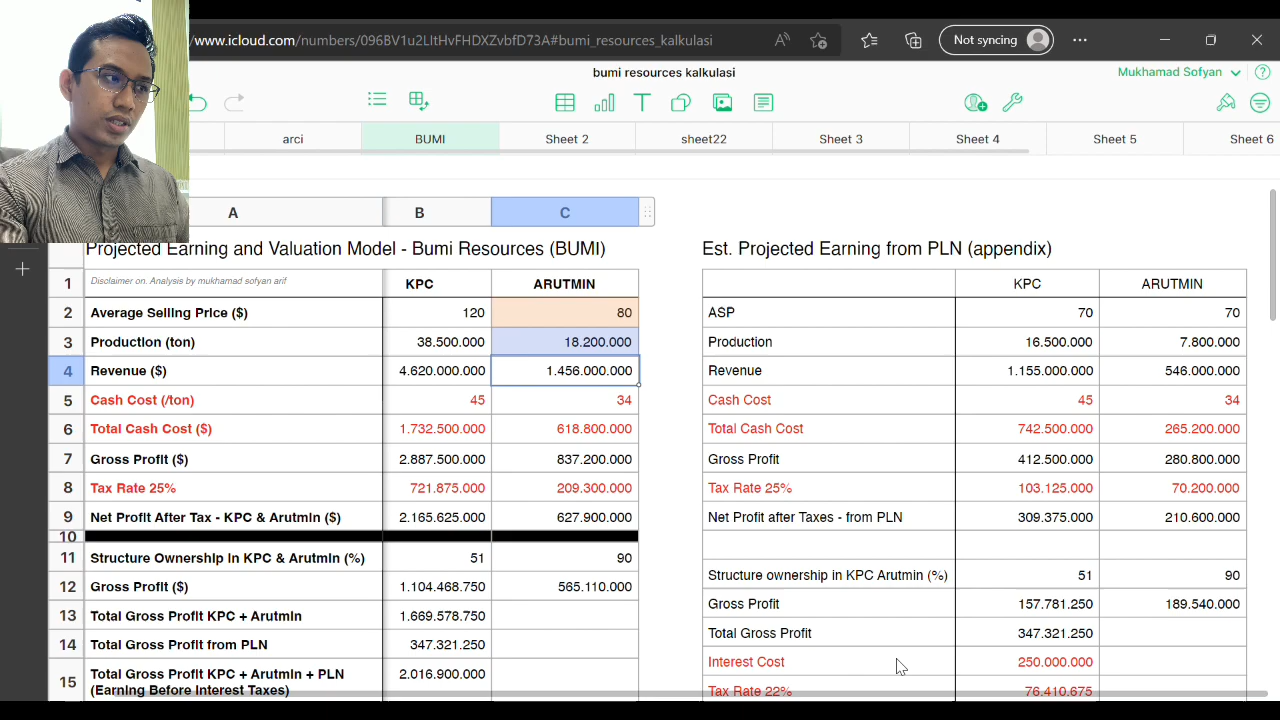 www.icloud.com/numbers/096BV1u2LItHvFHDXZvbfD73A#bumi_resources_kalkulasi
Not syncing
bumi resources kalkulasi
Mukhamad Sofyan
arci BUMI Sheet 2 sheet22 Sheet 3 Sheet 4 Sheet 5 Sheet 6
A B C
Projected Earning and Valuation Model - Bumi Resources (BUMI)
1 Disclaimer on. Analysis by mukhamad sofyan arif KPC ARUTMIN
2 Average Selling Price ($) 120 80
3 Production (ton) 38.500.000 18.200.000
4 Revenue ($) 4.620.000.000 1.456.000.000
5 Cash Cost (/ton) 45 34
6 Total Cash Cost ($) 1.732.500.000 618.800.000
7 Gross Profit ($) 2.887.500.000 837.200.000
8 Tax Rate 25% 721.875.000 209.300.000
9 Net Profit After Tax - KPC & Arutmin ($) 2.165.625.000 627.900.000
10
11 Structure Ownership in KPC & Arutmin (%) 51 90
12 Gross Profit ($) 1.104.468.750 565.110.000
13 Total Gross Profit KPC + Arutmin 1.669.578.750
14 Total Gross Profit from PLN 347.321.250
15 Total Gross Profit KPC + Arutmin + PLN 2.016.900.000
(Earning Before Interest Taxes)
Est. Projected Earning from PLN (appendix)
KPC ARUTMIN
ASP 70 70
Production 16.500.000 7.800.000
Revenue 1.155.000.000 546.000.000
Cash Cost 45 34
Total Cash Cost 742.500.000 265.200.000
Gross Profit 412.500.000 280.800.000
Tax Rate 25% 103.125.000 70.200.000
Net Profit after Taxes - from PLN 309.375.000 210.600.000
Structure ownership in KPC Arutmin (%) 51 90
Gross Profit 157.781.250 189.540.000
Total Gross Profit 347.321.250
Interest Cost 250.000.000
Tax Rate 22% 76.410.675